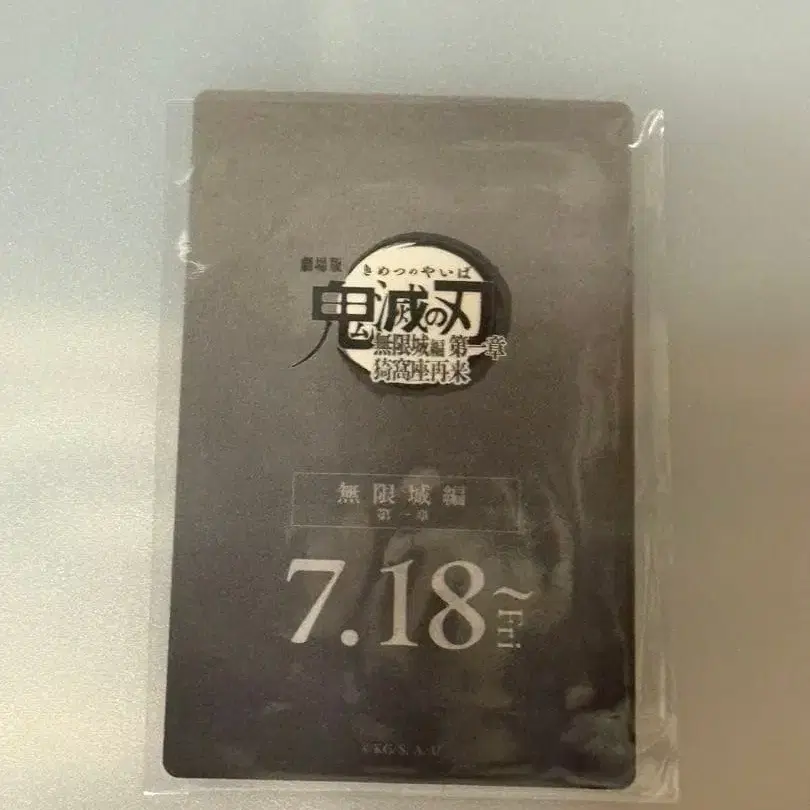 劇場版
きめつのやいば
鬼滅の刃
無限城編 第一章
猗窩座再来
無限城編
第一章
7.18~
Fri